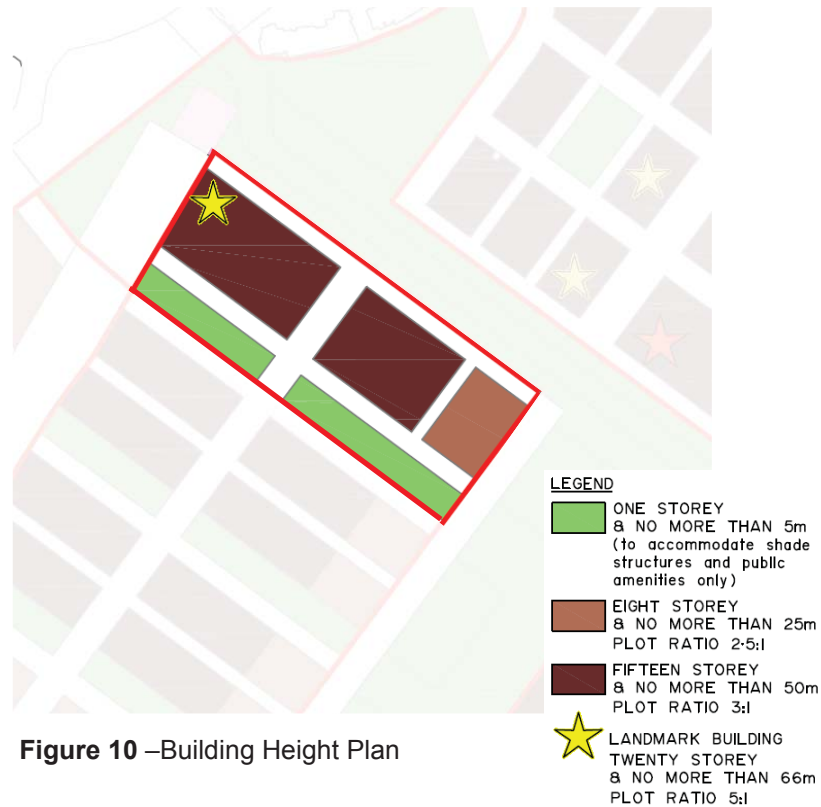 LEGEND
ONE STOREY
& NO MORE THAN 5m
(to accommodate shade
structures and public
amenities only)
EIGHT STOREY
& NO MORE THAN 25m
PLOT RATIO 2·5:1
FIFTEEN STOREY
& NO MORE THAN 50m
PLOT RATIO 3:1
LANDMARK BUILDING
TWENTY STOREY
& NO MORE THAN 66m
PLOT RATIO 5:1
Figure 10 –Building Height Plan